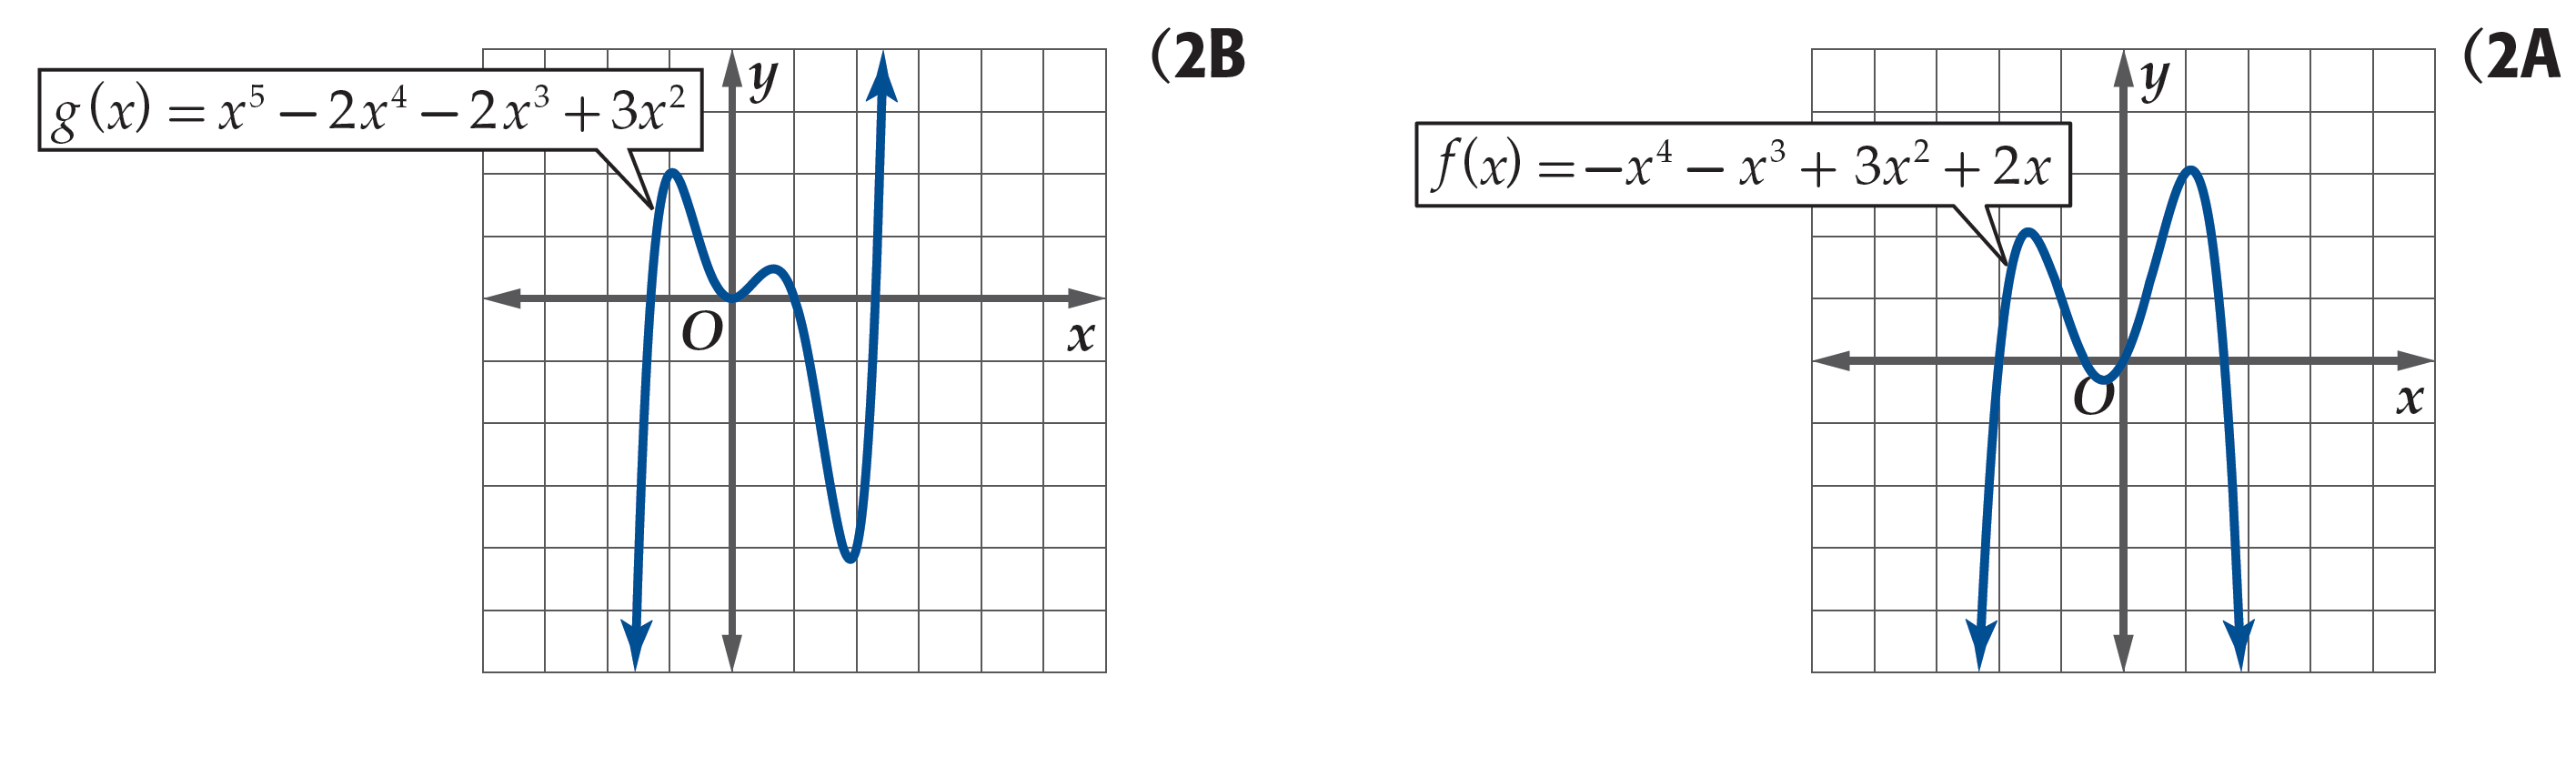 (2A
y
f(x) = −x⁴ − x³ + 3x² + 2x
O
x
(2B
y
g(x) = x⁵ − 2x⁴ − 2x³ + 3x²
O
x